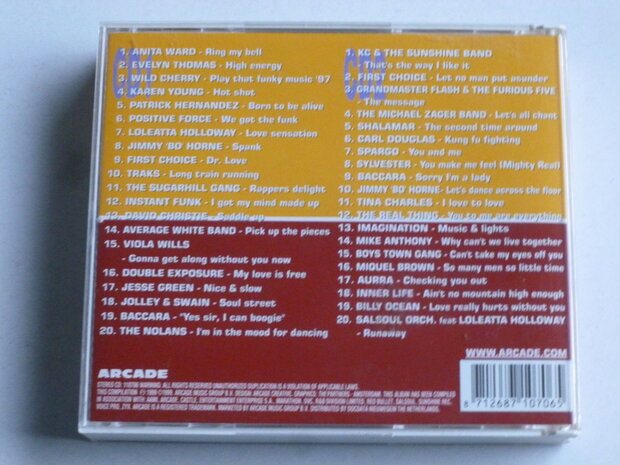 1. ANITA WARD - Ring my bell
2. EVELYN THOMAS - High energy
3. WILD CHERRY - Play that funky music '97
4. KAREN YOUNG - Hot shot
5. PATRICK HERNANDEZ - Born to be alive
6. POSITIVE FORCE - We got the funk
7. LOLEATTA HOLLOWAY - Love sensation
8. JIMMY 'BO' HORNE - Spank
9. FIRST CHOICE - Dr. Love
10. TRAKS - Long train running
11. THE SUGARHILL GANG - Rappers delight
12. INSTANT FUNK - I got my mind made up
13. DAVID CHRISTIE - Saddle up
14. AVERAGE WHITE BAND - Pick up the pieces
15. VIOLA WILLS
- Gonna get along without you now
16. DOUBLE EXPOSURE - My love is free
17. JESSE GREEN - Nice & slow
18. JOLLEY & SWAIN - Soul street
19. BACCARA - "Yes sir, I can boogie"
20. THE NOLANS - I'm in the mood for dancing
1. KC & THE SUNSHINE BAND
- That's the way I like it
2. FIRST CHOICE - Let no man put asunder
3. GRANDMASTER FLASH & THE FURIOUS FIVE
- The message
4. THE MICHAEL ZAGER BAND - Let's all chant
5. SHALAMAR - The second time around
6. CARL DOUGLAS - Kung fu fighting
7. SPARGO - You and me
8. SYLVESTER - You make me feel (Mighty Real)
9. BACCARA - Sorry I'm a lady
10. JIMMY 'BO' HORNE - Let's dance across the floor
11. TINA CHARLES - I love to love
12. THE REAL THING - You to me are everything
13. IMAGINATION - Music & lights
14. MIKE ANTHONY - Why can't we live together
15. BOYS TOWN GANG - Can't take my eyes off you
16. MIQUEL BROWN - So many men so little time
17. AURRA - Checking you out
18. INNER LIFE - Ain't no mountain high enough
19. BILLY OCEAN - Love really hurts without you
20. SALSOUL ORCH. feat LOLEATTA HOLLOWAY
- Runaway
WWW.ARCADE.COM
ARCADE
WARNING. ALL RIGHTS RESERVED. UNAUTHORIZED DUPLICATION IS A VIOLATION OF APPLICABLE LAWS.
8 712687 107065